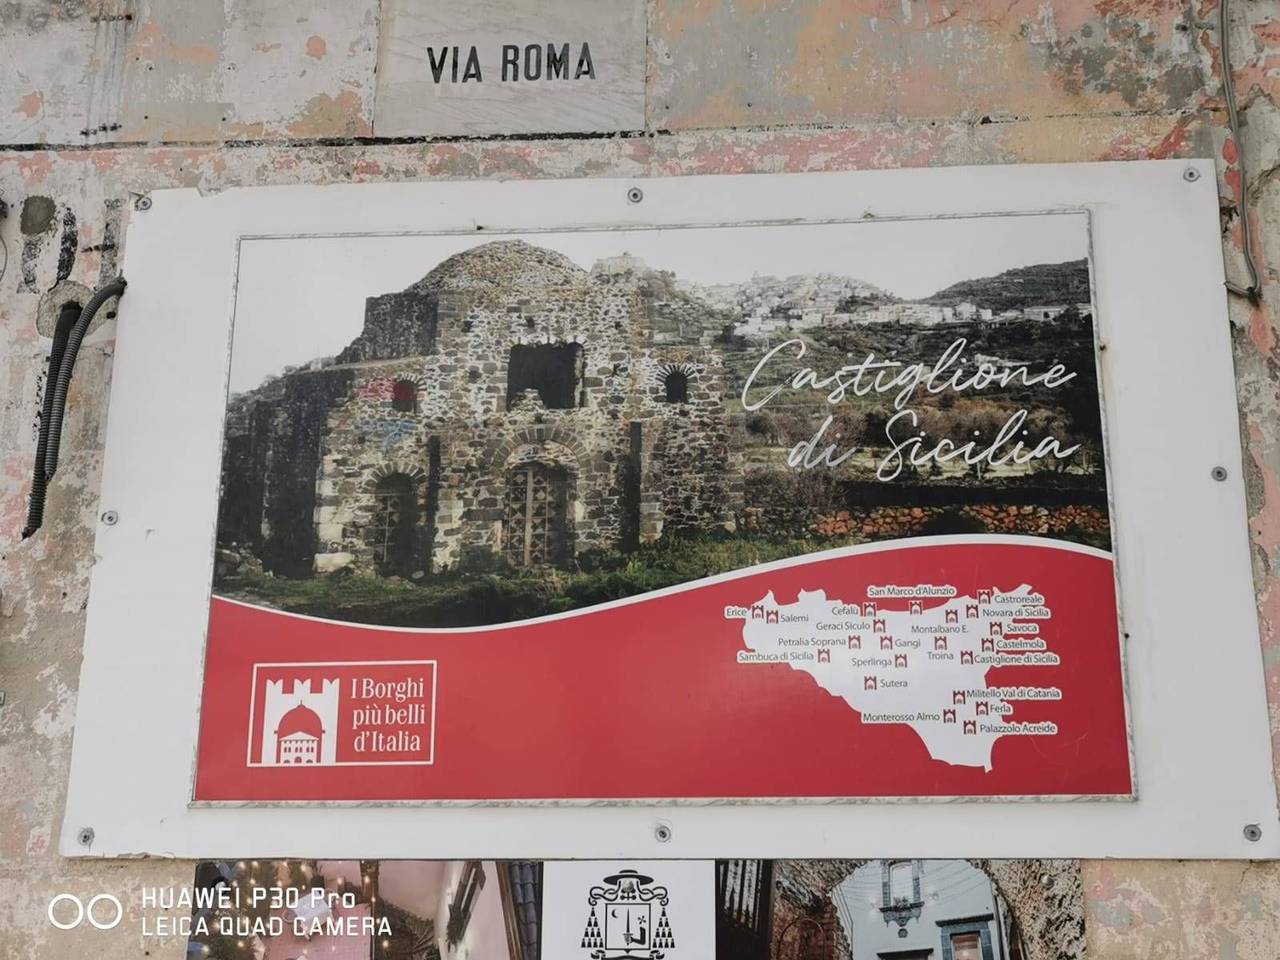 VIA ROMA
Castiglione
di Sicilia
I Borghi
più belli
d'Italia
San Marco d'Alunzio
Castroreale
Erice
Salemi
Cefalù
Novara di Sicilia
Geraci Siculo
Montalbano E.
Savoca
Petralia Soprana
Gangi
Castelmola
Sambuca di Sicilia
Sperlinga
Troina
Castiglione di Sicilia
Sutera
Militello Val di Catania
Ferla
Monterosso Almo
Palazzolo Acreide
HUAWEI P30 Pro
LEICA QUAD CAMERA